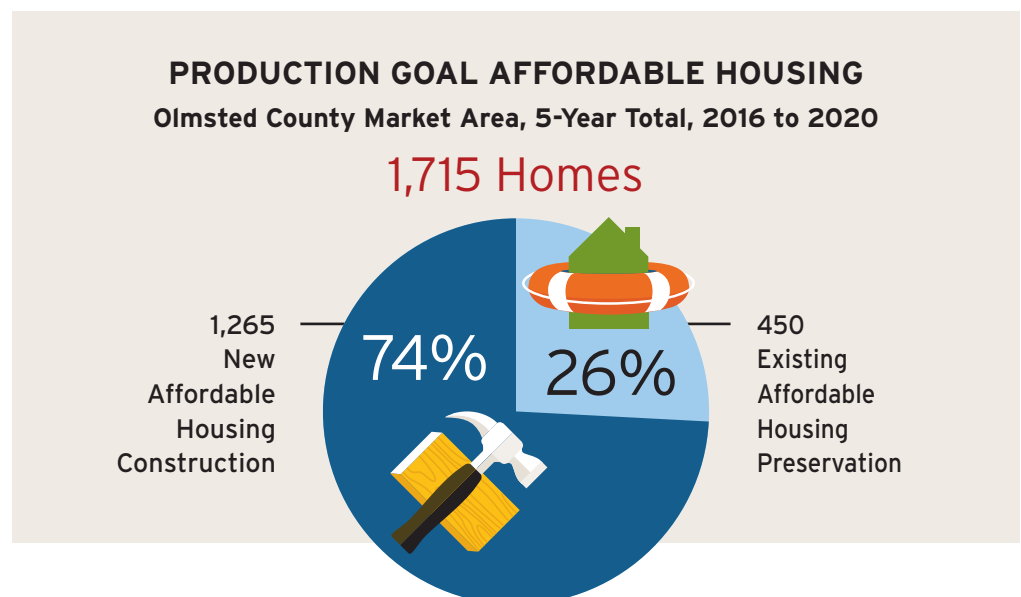 PRODUCTION GOAL AFFORDABLE HOUSING
Olmsted County Market Area, 5-Year Total, 2016 to 2020
1,715 Homes
1,265
New
Affordable
Housing
Construction
74%
26%
450
Existing
Affordable
Housing
Preservation